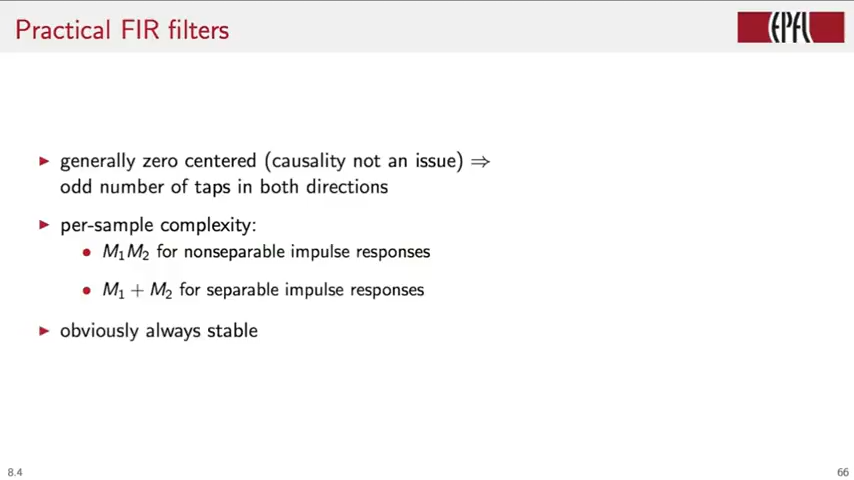 Practical FIR filters
EPFL
▶ generally zero centered (causality not an issue) ⇒
odd number of taps in both directions
▶ per-sample complexity:
• M₁M₂ for nonseparable impulse responses
• M₁ + M₂ for separable impulse responses
▶ obviously always stable
8.4
66